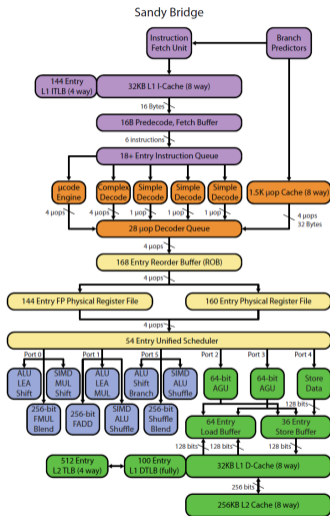 Sandy Bridge
Instruction
Fetch Unit
Branch
Predictors
144 Entry
L1 ITLB (4 way)
32KB L1 I-Cache (8 way)
16 Bytes
16B Predecode, Fetch Buffer
6 instructions
18+ Entry Instruction Queue
µcode
Engine
Complex
Decode
Simple
Decode
Simple
Decode
Simple
Decode
1.5K µop Cache (8 way)
4 µops
4 µops
1 µop
1 µop
1 µop
4 µops
32 Bytes
28 µop Decoder Queue
4 µops
168 Entry Reorder Buffer (ROB)
4 µops
144 Entry FP Physical Register File
160 Entry Physical Register File
4 µops
54 Entry Unified Scheduler
Port 0
Port 1
Port 5
Port 2
Port 3
Port 4
ALU
LEA
Shift
SIMD
MUL
Shift
ALU
LEA
MUL
SIMD
ALU
Shuffle
ALU
Shift
Branch
SIMD
ALU
Shuffle
64-bit
AGU
64-bit
AGU
Store
Data
256-bit
FMUL
Blend
256-bit
FADD
256-bit
Shuffle
Blend
128 bits
64 Entry
Load Buffer
36 Entry
Store Buffer
128 bits
128 bits
128 bits
512 Entry
L2 TLB (4 way)
100 Entry
L1 DTLB (fully)
32KB L1 D-Cache (8 way)
256 bits
256KB L2 Cache (8 way)